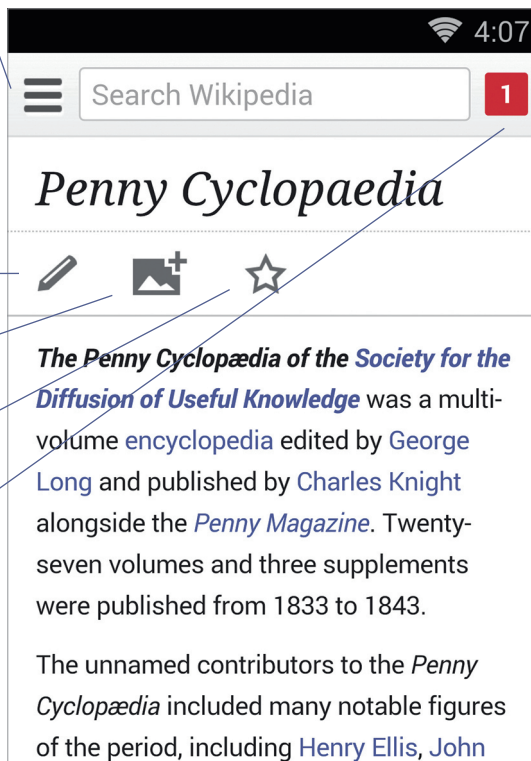 4:07
Search Wikipedia
1
Penny Cyclopaedia
The Penny Cyclopædia of the Society for the
Diffusion of Useful Knowledge was a multi-
volume encyclopedia edited by George
Long and published by Charles Knight
alongside the Penny Magazine. Twenty-
seven volumes and three supplements
were published from 1833 to 1843.
The unnamed contributors to the Penny
Cyclopædia included many notable figures
of the period, including Henry Ellis, John